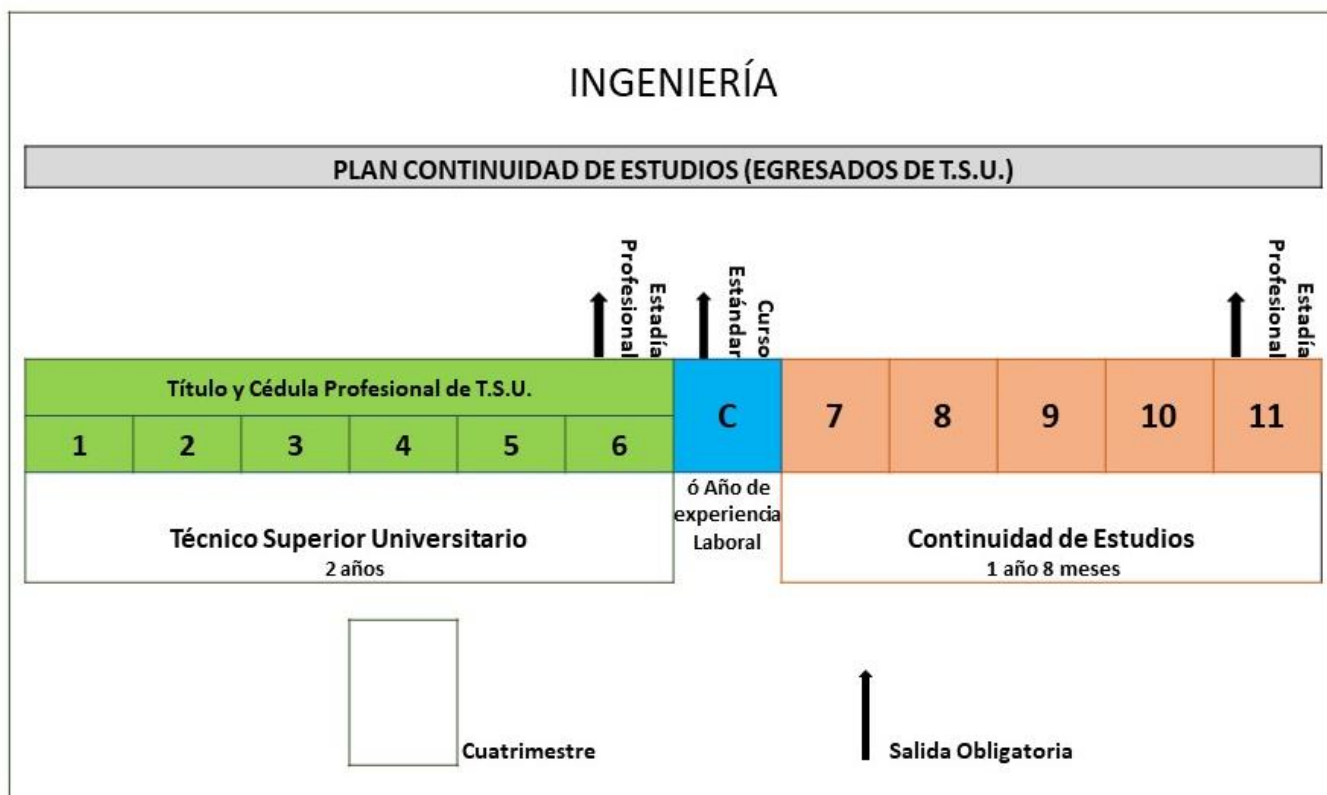 INGENIERÍA
PLAN CONTINUIDAD DE ESTUDIOS (EGRESADOS DE T.S.U.)
Estadía
Profesional
Curso
Estándar
Estadía
Profesional
Título y Cédula Profesional de T.S.U.
1 2 3 4 5 6
C
7 8 9 10 11
Técnico Superior Universitario
2 años
ó Año de
experiencia
Laboral
Continuidad de Estudios
1 año 8 meses
Cuatrimestre
Salida Obligatoria